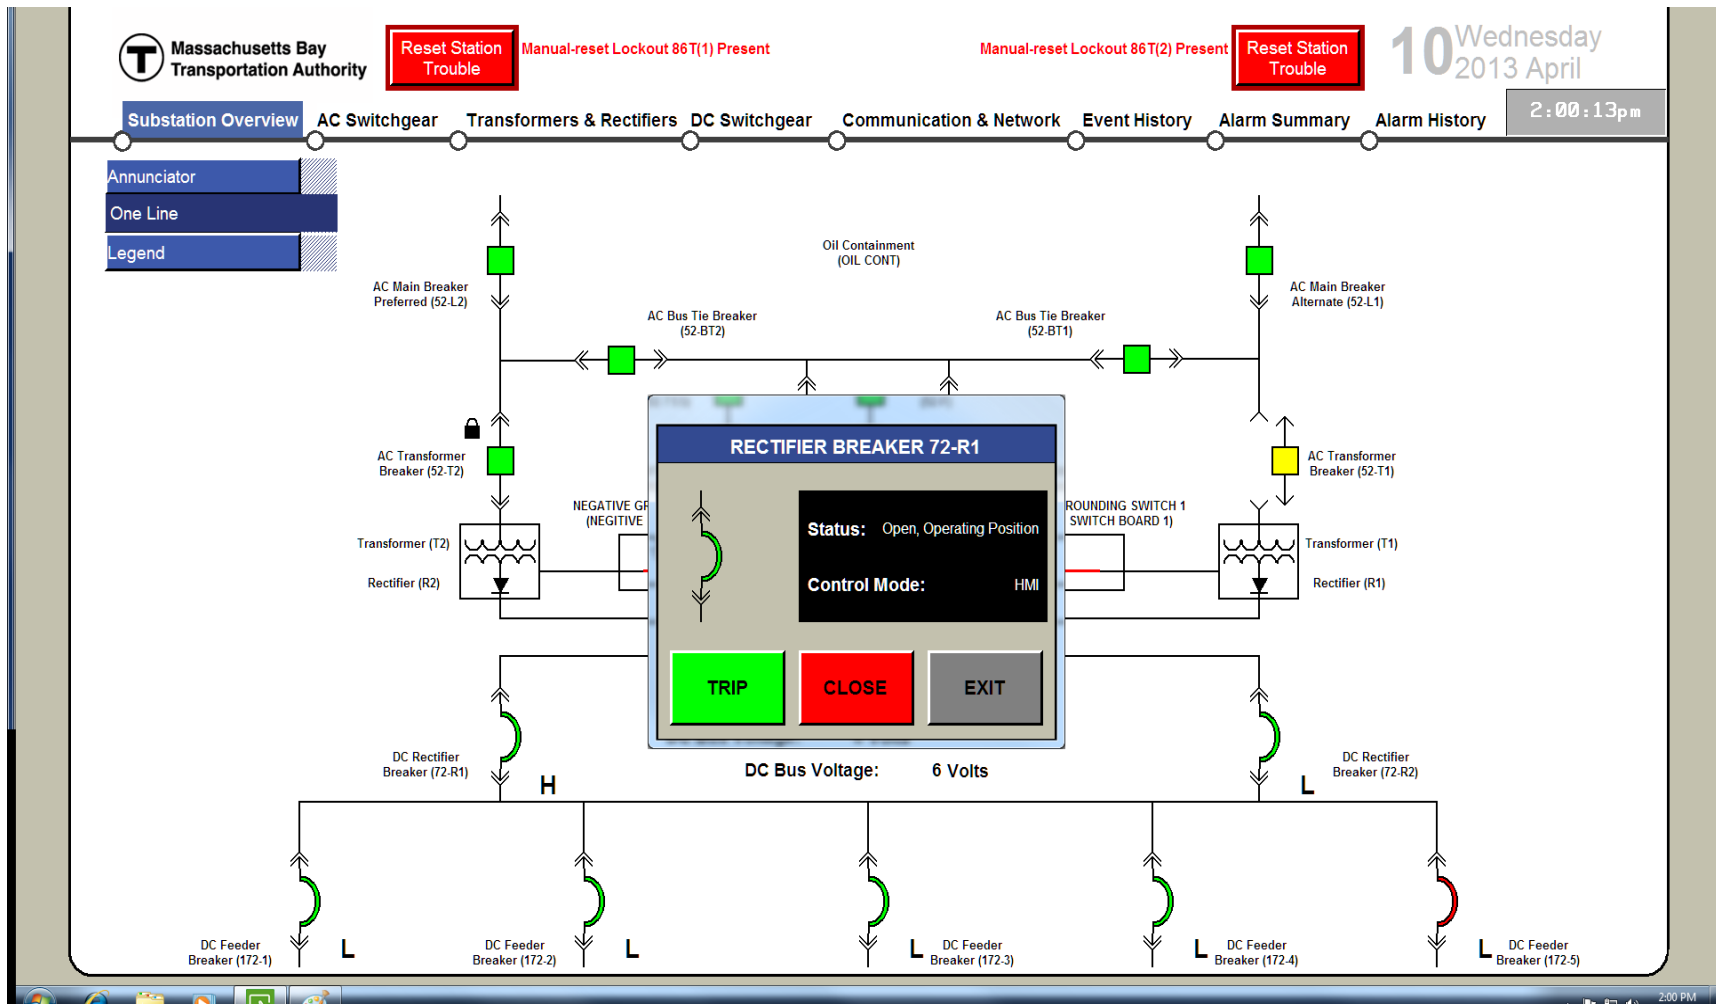 Massachusetts Bay
Transportation Authority
Reset Station
Trouble
Manual-reset Lockout 86T(1) Present
Manual-reset Lockout 86T(2) Present
Reset Station
Trouble
10
Wednesday
2013 April
2:00:13pm
Substation Overview
AC Switchgear
Transformers & Rectifiers
DC Switchgear
Communication & Network
Event History
Alarm Summary
Alarm History
Annunciator
One Line
Legend
Oil Containment
(OIL CONT)
AC Main Breaker
Preferred (52-L2)
AC Main Breaker
Alternate (52-L1)
AC Bus Tie Breaker
(52-BT2)
AC Bus Tie Breaker
(52-BT1)
AC Transformer
Breaker (52-T2)
AC Transformer
Breaker (52-T1)
RECTIFIER BREAKER 72-R1
Status: Open, Operating Position
Control Mode: HMI
TRIP
CLOSE
EXIT
NEGATIVE GR
(NEGITIVE
ROUNDING SWITCH 1
SWITCH BOARD 1)
Transformer (T2)
Rectifier (R2)
Transformer (T1)
Rectifier (R1)
DC Rectifier
Breaker (72-R1)
H
DC Bus Voltage: 6 Volts
L
DC Rectifier
Breaker (72-R2)
DC Feeder
Breaker (172-1)
L
DC Feeder
Breaker (172-2)
L
L
DC Feeder
Breaker (172-3)
L
DC Feeder
Breaker (172-4)
L
DC Feeder
Breaker (172-5)
2:00 PM